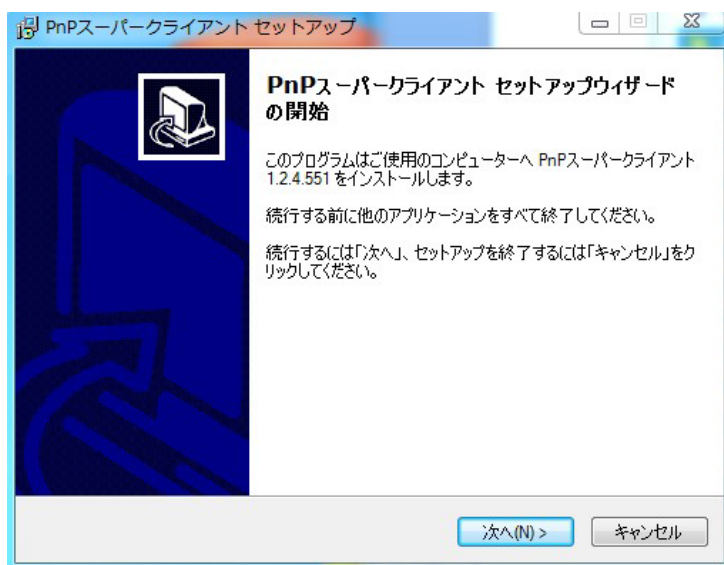 PnPスーパークライアント セットアップ
PnPスーパークライアント セットアップウィザード
の開始
このプログラムはご使用のコンピューターへ PnPスーパークライアント
1.2.4.551 をインストールします。
続行する前に他のアプリケーションをすべて終了してください。
続行するには「次へ」、セットアップを終了するには「キャンセル」をク
リックしてください。
次へ(N) >
キャンセル